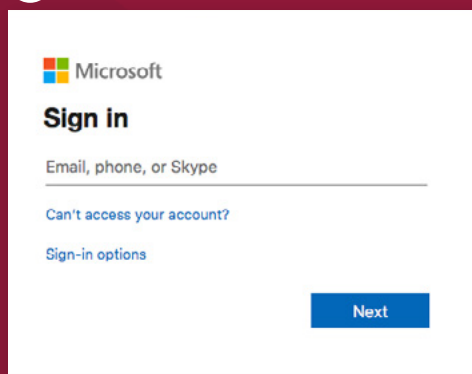 Microsoft
Sign in
Email, phone, or Skype
Can't access your account?
Sign-in options
Next